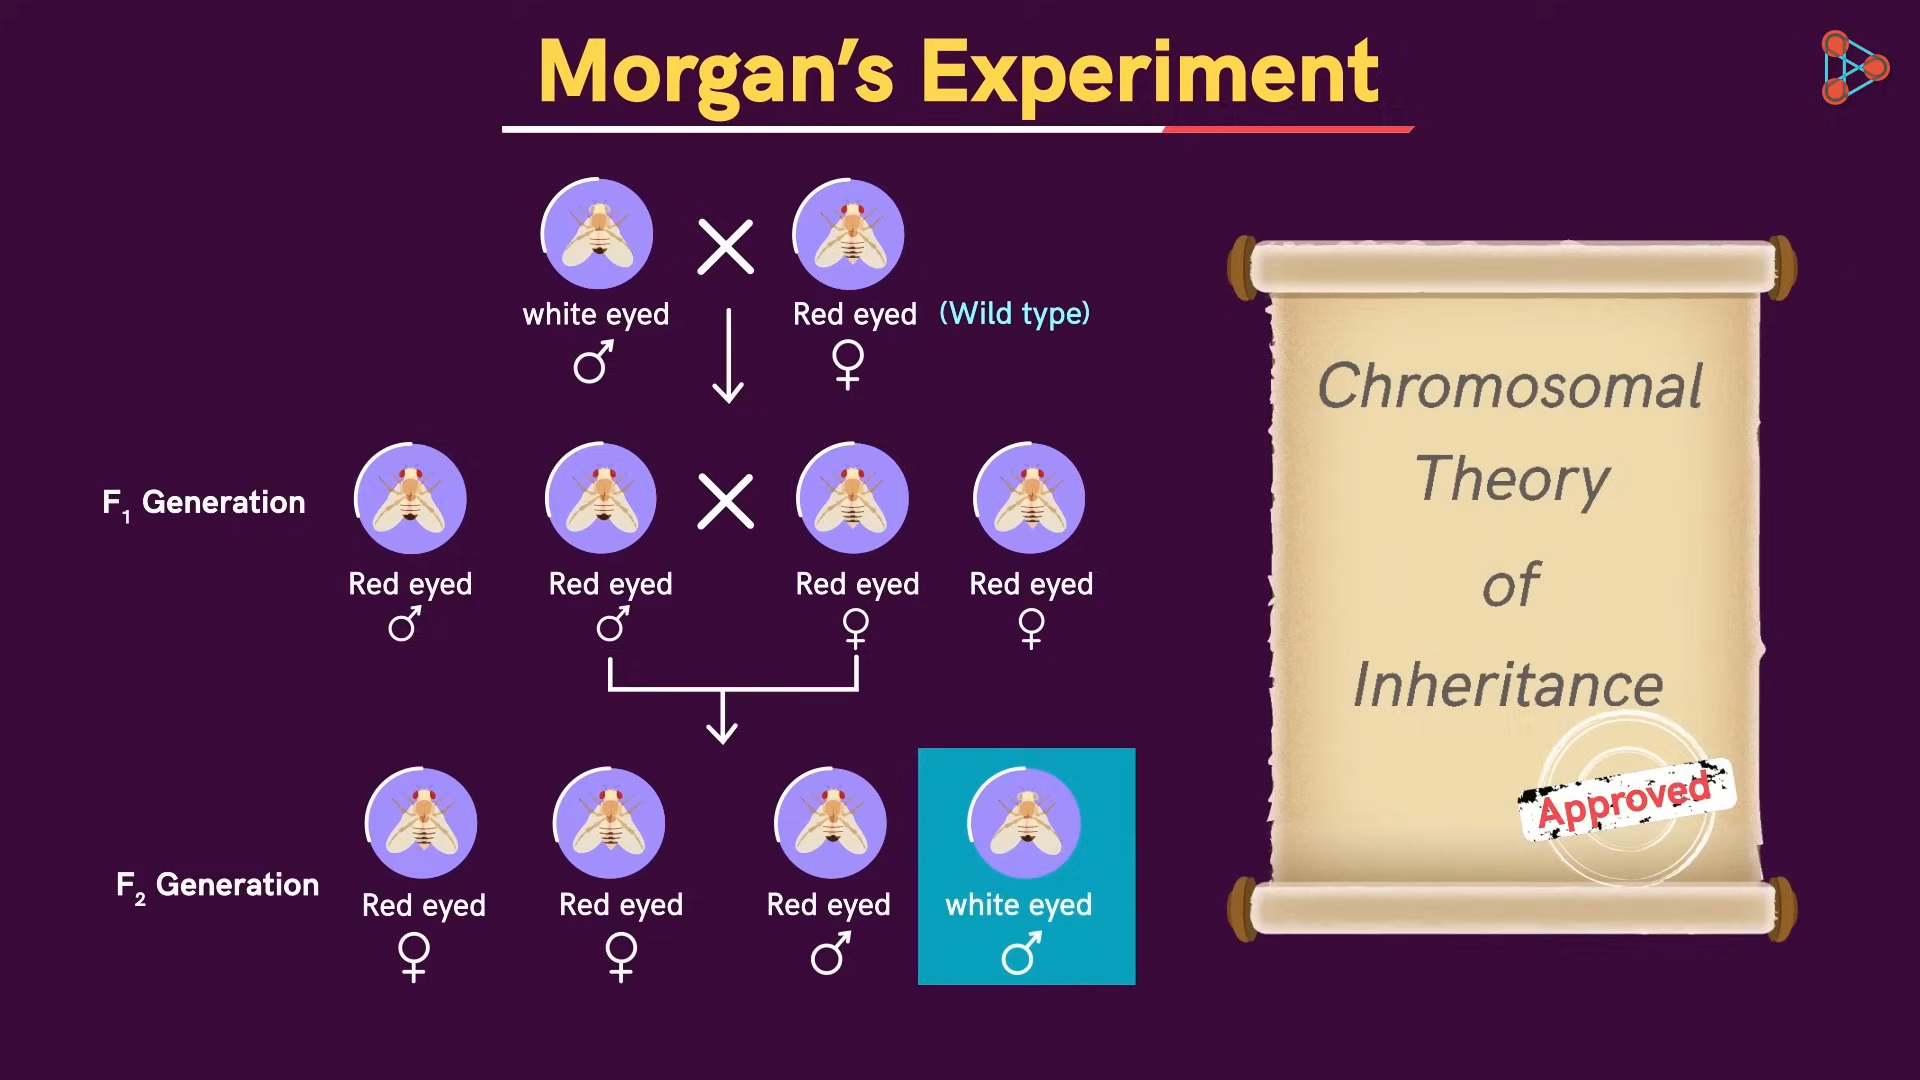 Morgan's Experiment
white eyed
Red eyed (Wild type)
♂
♀
F₁ Generation
Red eyed
Red eyed
Red eyed
Red eyed
♂
♂
♀
♀
F₂ Generation
Red eyed
Red eyed
Red eyed
white eyed
♀
♀
♂
♂
Chromosomal
Theory
of
Inheritance
Approved